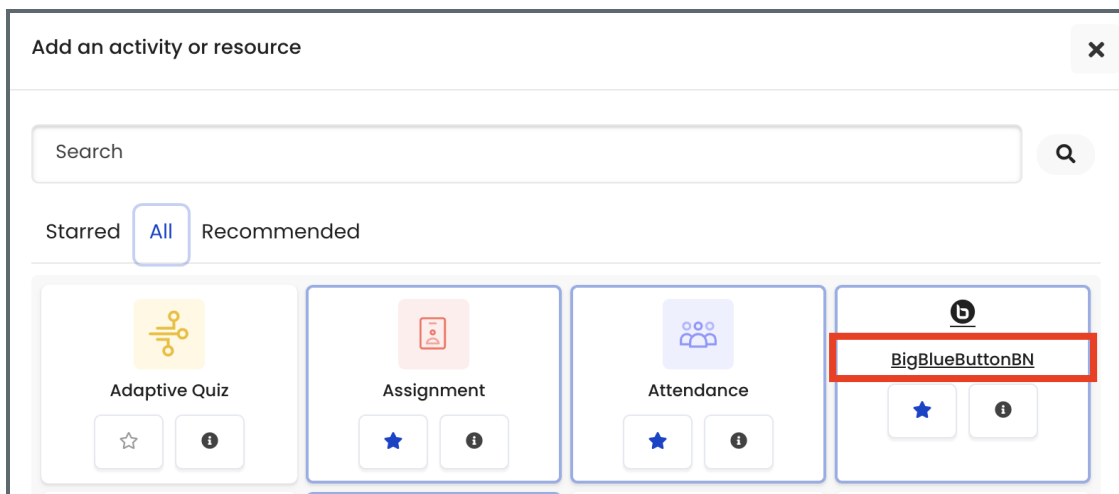 Add an activity or resource
Search
Starred All Recommended
Adaptive Quiz
Assignment
Attendance
BigBlueButtonBN